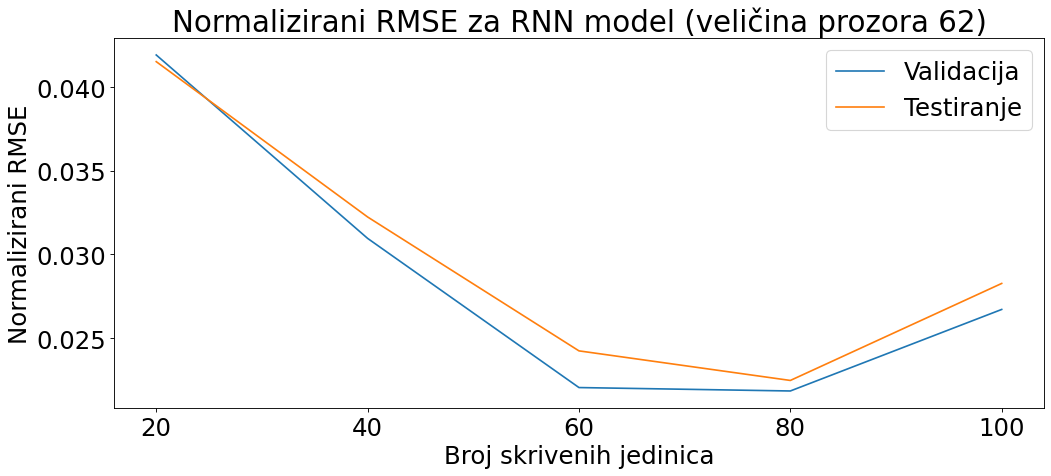 Normalizirani RMSE za RNN model (veličina prozora 62)
Validacija
Testiranje
Normalizirani RMSE
0.040
0.035
0.030
0.025
20 40 60 80 100
Broj skrivenih jedinica